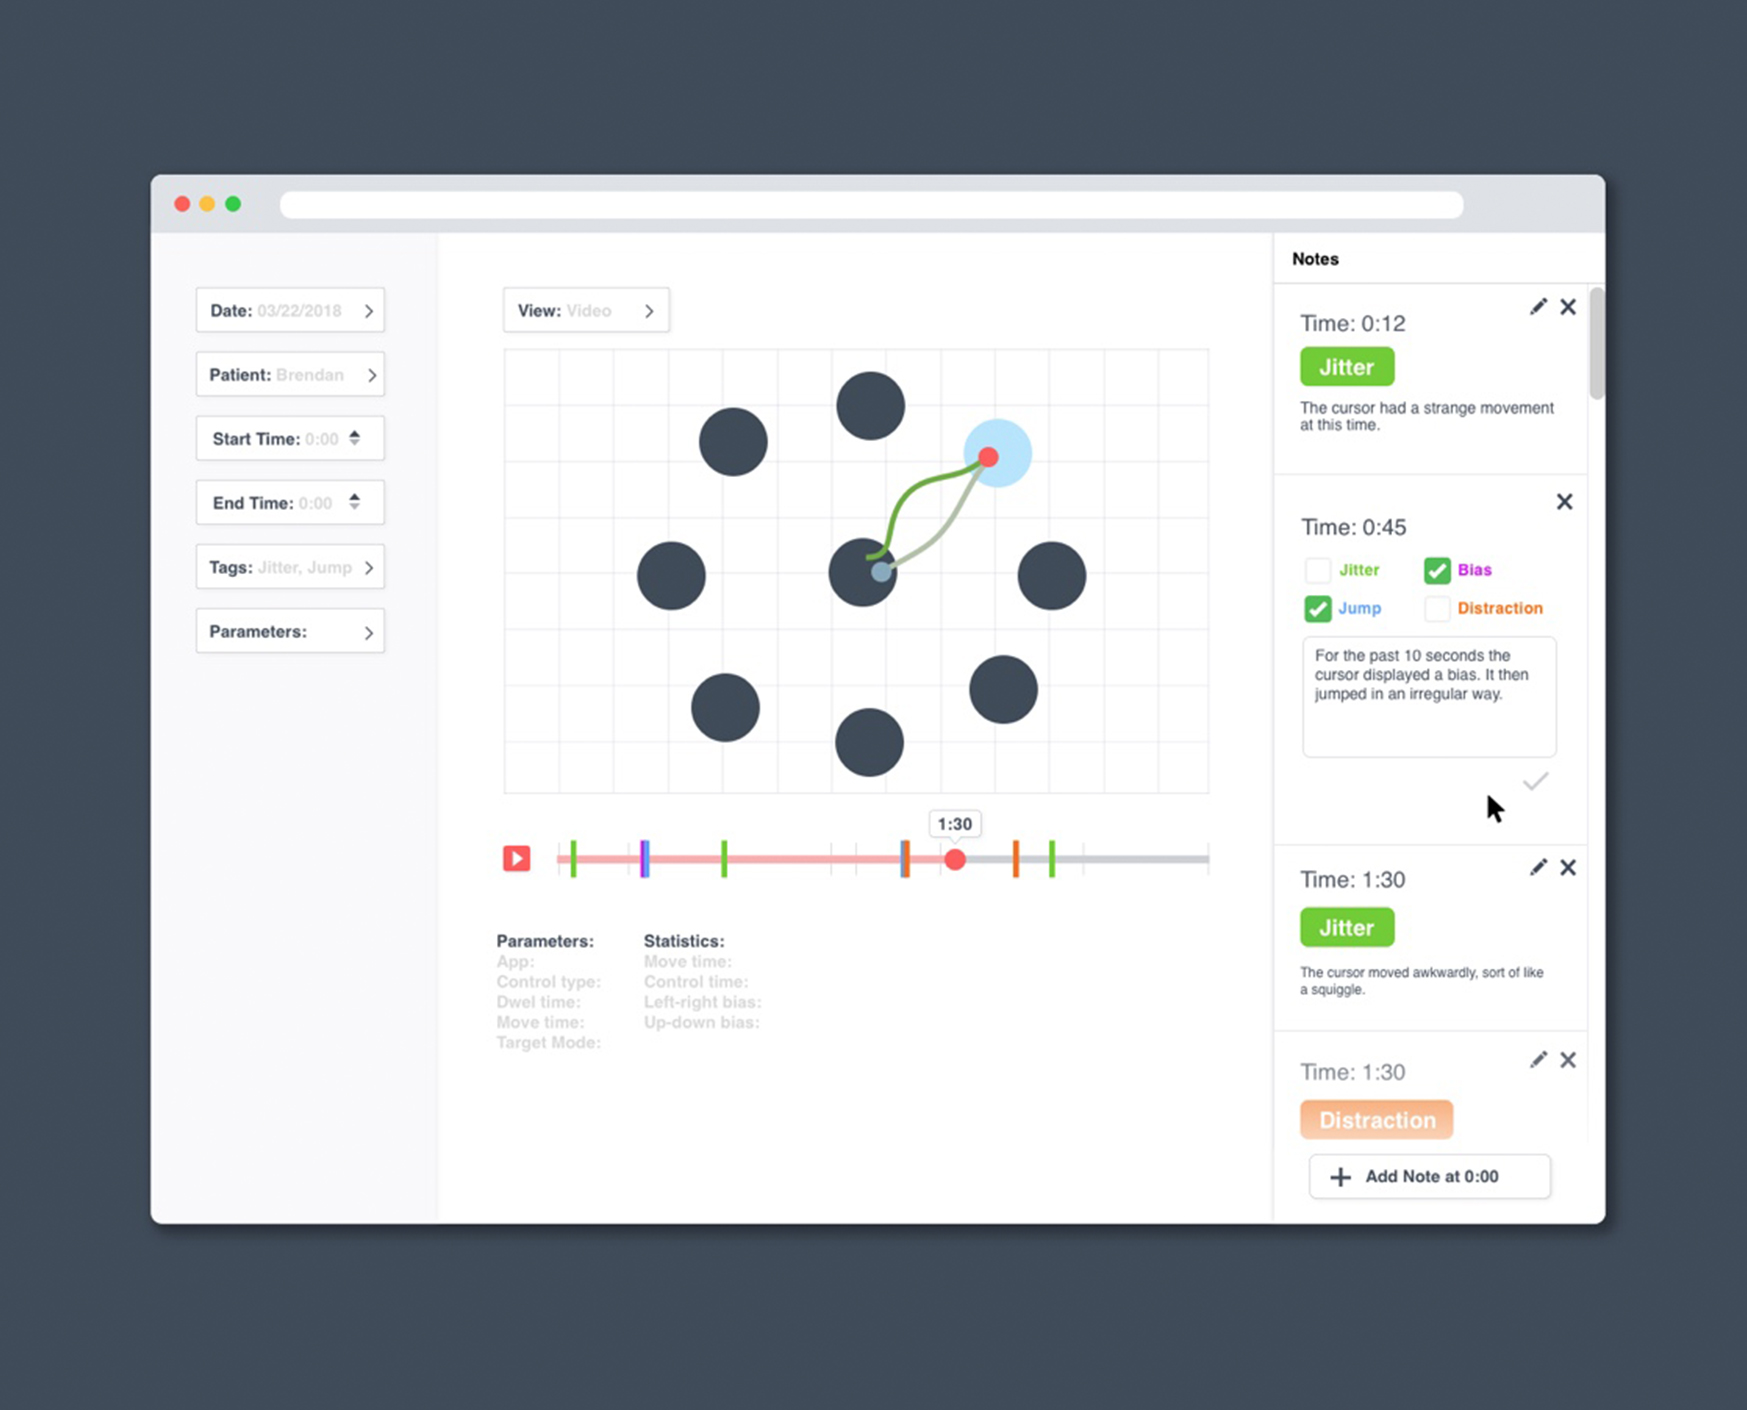 Date: 03/22/2018
Patient: Brendan
Start Time: 0:00
End Time: 0:00
Tags: Jitter, Jump
Parameters:
View: Video
1:30
Parameters:
App:
Control type:
Dwel time:
Move time:
Target Mode:
Statistics:
Move time:
Control time:
Left-right bias:
Up-down bias:
Notes
Time: 0:12
Jitter
The cursor had a strange movement
at this time.
Time: 0:45
Jitter
Bias
Jump
Distraction
For the past 10 seconds the
cursor displayed a bias. It then
jumped in an irregular way.
Time: 1:30
Jitter
The cursor moved awkwardly, sort of like
a squiggle.
Time: 1:30
Distraction
Add Note at 0:00